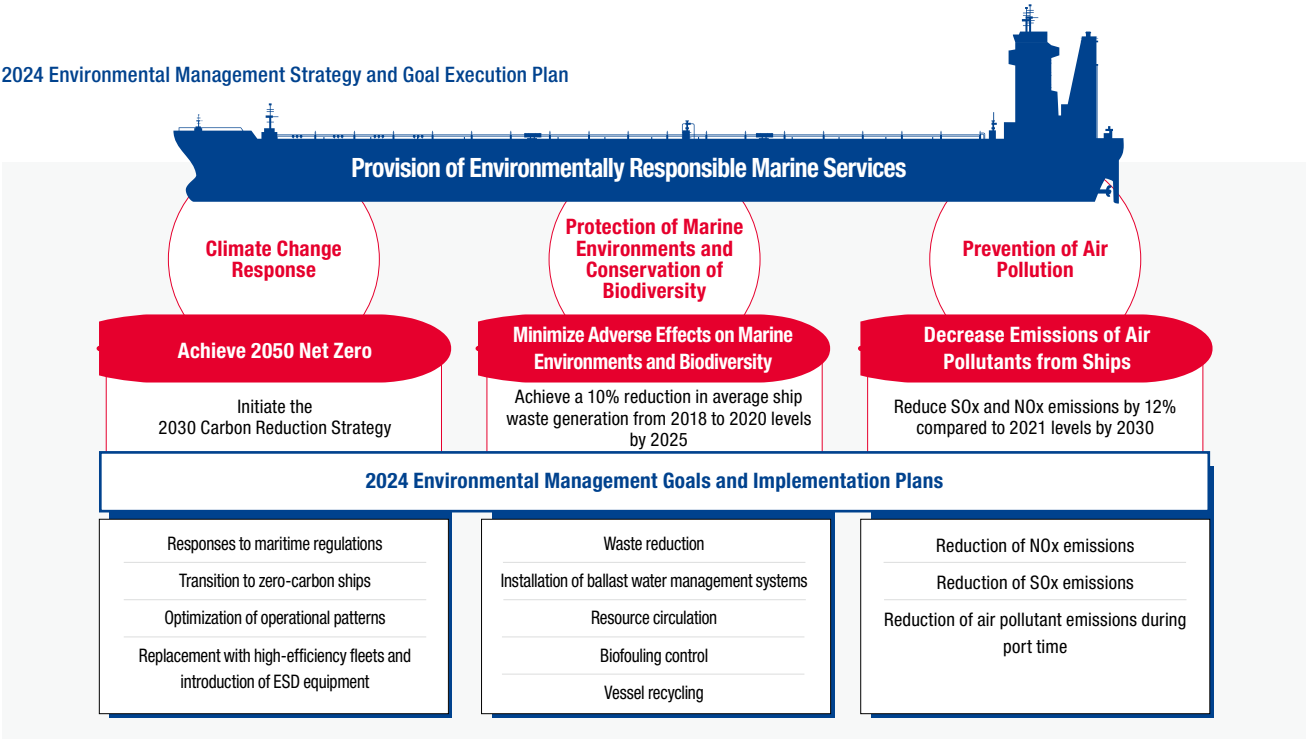 2024 Environmental Management Strategy and Goal Execution Plan
Provision of Environmentally Responsible Marine Services
Climate Change
Response
Achieve 2050 Net Zero
Initiate the
2030 Carbon Reduction Strategy
Protection of Marine
Environments and
Conservation of
Biodiversity
Minimize Adverse Effects on Marine
Environments and Biodiversity
Achieve a 10% reduction in average ship
waste generation from 2018 to 2020 levels
by 2025
Prevention of Air
Pollution
Decrease Emissions of Air
Pollutants from Ships
Reduce SOx and NOx emissions by 12%
compared to 2021 levels by 2030
2024 Environmental Management Goals and Implementation Plans
Responses to maritime regulations
Transition to zero-carbon ships
Optimization of operational patterns
Replacement with high-efficiency fleets and
introduction of ESD equipment
Waste reduction
Installation of ballast water management systems
Resource circulation
Biofouling control
Vessel recycling
Reduction of NOx emissions
Reduction of SOx emissions
Reduction of air pollutant emissions during
port time